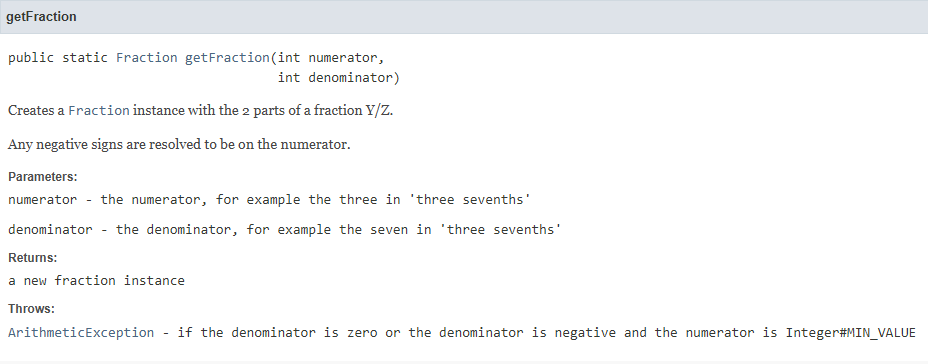 getFraction
public static Fraction getFraction(int numerator,
int denominator)
Creates a Fraction instance with the 2 parts of a fraction Y/Z.
Any negative signs are resolved to be on the numerator.
Parameters:
numerator - the numerator, for example the three in 'three sevenths'
denominator - the denominator, for example the seven in 'three sevenths'
Returns:
a new fraction instance
Throws:
ArithmeticException - if the denominator is zero or the denominator is negative and the numerator is Integer#MIN_VALUE